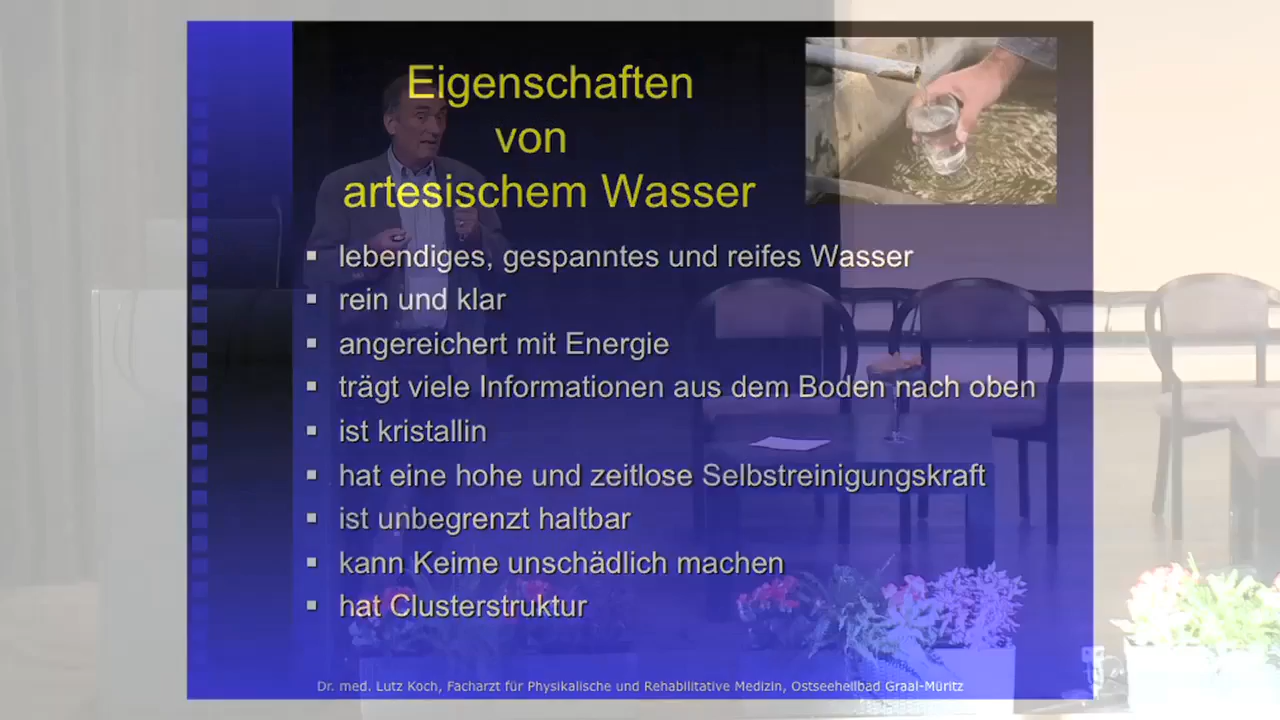 Eigenschaften
von
artesischem Wasser
▪ lebendiges, gespanntes und reifes Wasser
▪ rein und klar
▪ angereichert mit Energie
▪ trägt viele Informationen aus dem Boden nach oben
▪ ist kristallin
▪ hat eine hohe und zeitlose Selbstreinigungskraft
▪ ist unbegrenzt haltbar
▪ kann Keime unschädlich machen
▪ hat Clusterstruktur
Dr. med. Lutz Koch, Facharzt für Physikalische und Rehabilitative Medizin, Ostseeheilbad Graal-Müritz